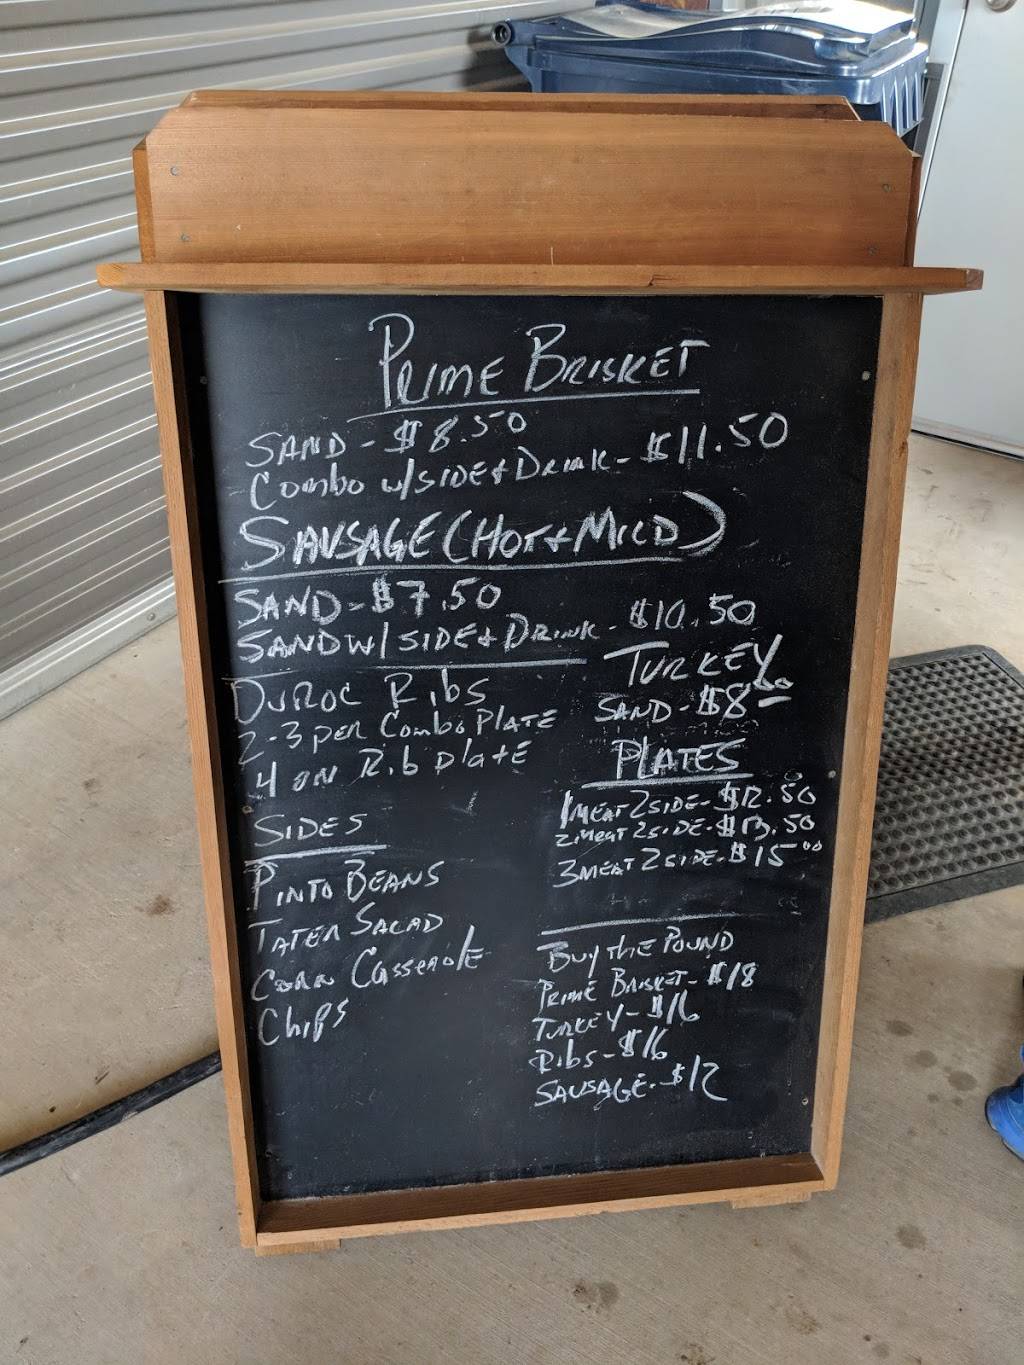 PRIME BRISKET
SAND - $8.50
Combo w/SIDE + DRINK - $11.50
SAUSAGE (HOT + MILD)
SAND - $7.50
SAND W/ SIDE + DRINK - $10.50
DUROC RIBS
2-3 PER Combo PLATE
4 ON Rib PLATE
TURKEY
SAND - $8.00
PLATES
1 MEAT 2 SIDE - $12.50
2 MEAT 2 SIDE - $13.50
3 MEAT 2 SIDE - $15.00
SIDES
PINTO BEANS
TATER SALAD
CORN CASSEROLE
CHIPS
BUY THE POUND
PRIME BRISKET - $18
TURKEY - $16
RIBS - $16
SAUSAGE - $12